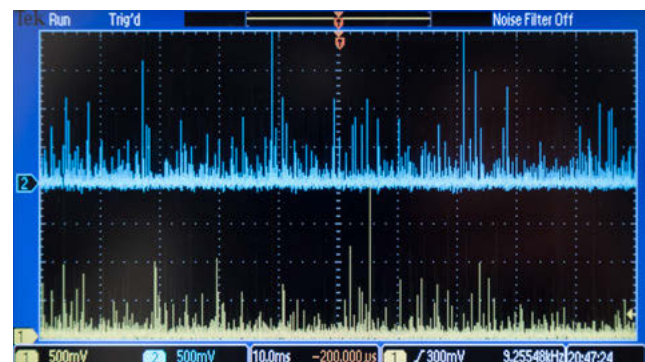 Tek Run Trig'd Noise Filter Off
T
T
2
1
1 500mV 2 500mV 10.0ms -200.000 µs 1 300mV 9.25548kHz 20:47:24